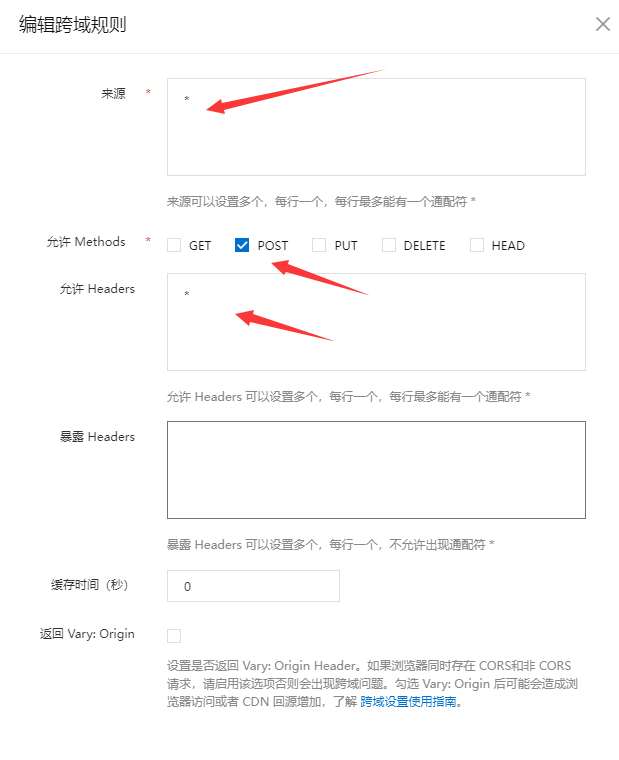 编辑跨域规则
来源 *
*
来源可以设置多个，每行一个，每行最多能有一个通配符 *
允许 Methods * GET POST PUT DELETE HEAD
允许 Headers
*
允许 Headers 可以设置多个，每行一个，每行最多能有一个通配符 *
暴露 Headers
暴露 Headers 可以设置多个，每行一个，不允许出现通配符 *
缓存时间（秒） 0
返回 Vary: Origin
设置是否返回 Vary: Origin Header。如果浏览器同时存在 CORS和非 CORS
请求，请启用该选项否则会出现跨域问题。勾选 Vary: Origin 后可能会造成浏
览器访问或者 CDN 回源增加，了解 跨域设置使用指南。